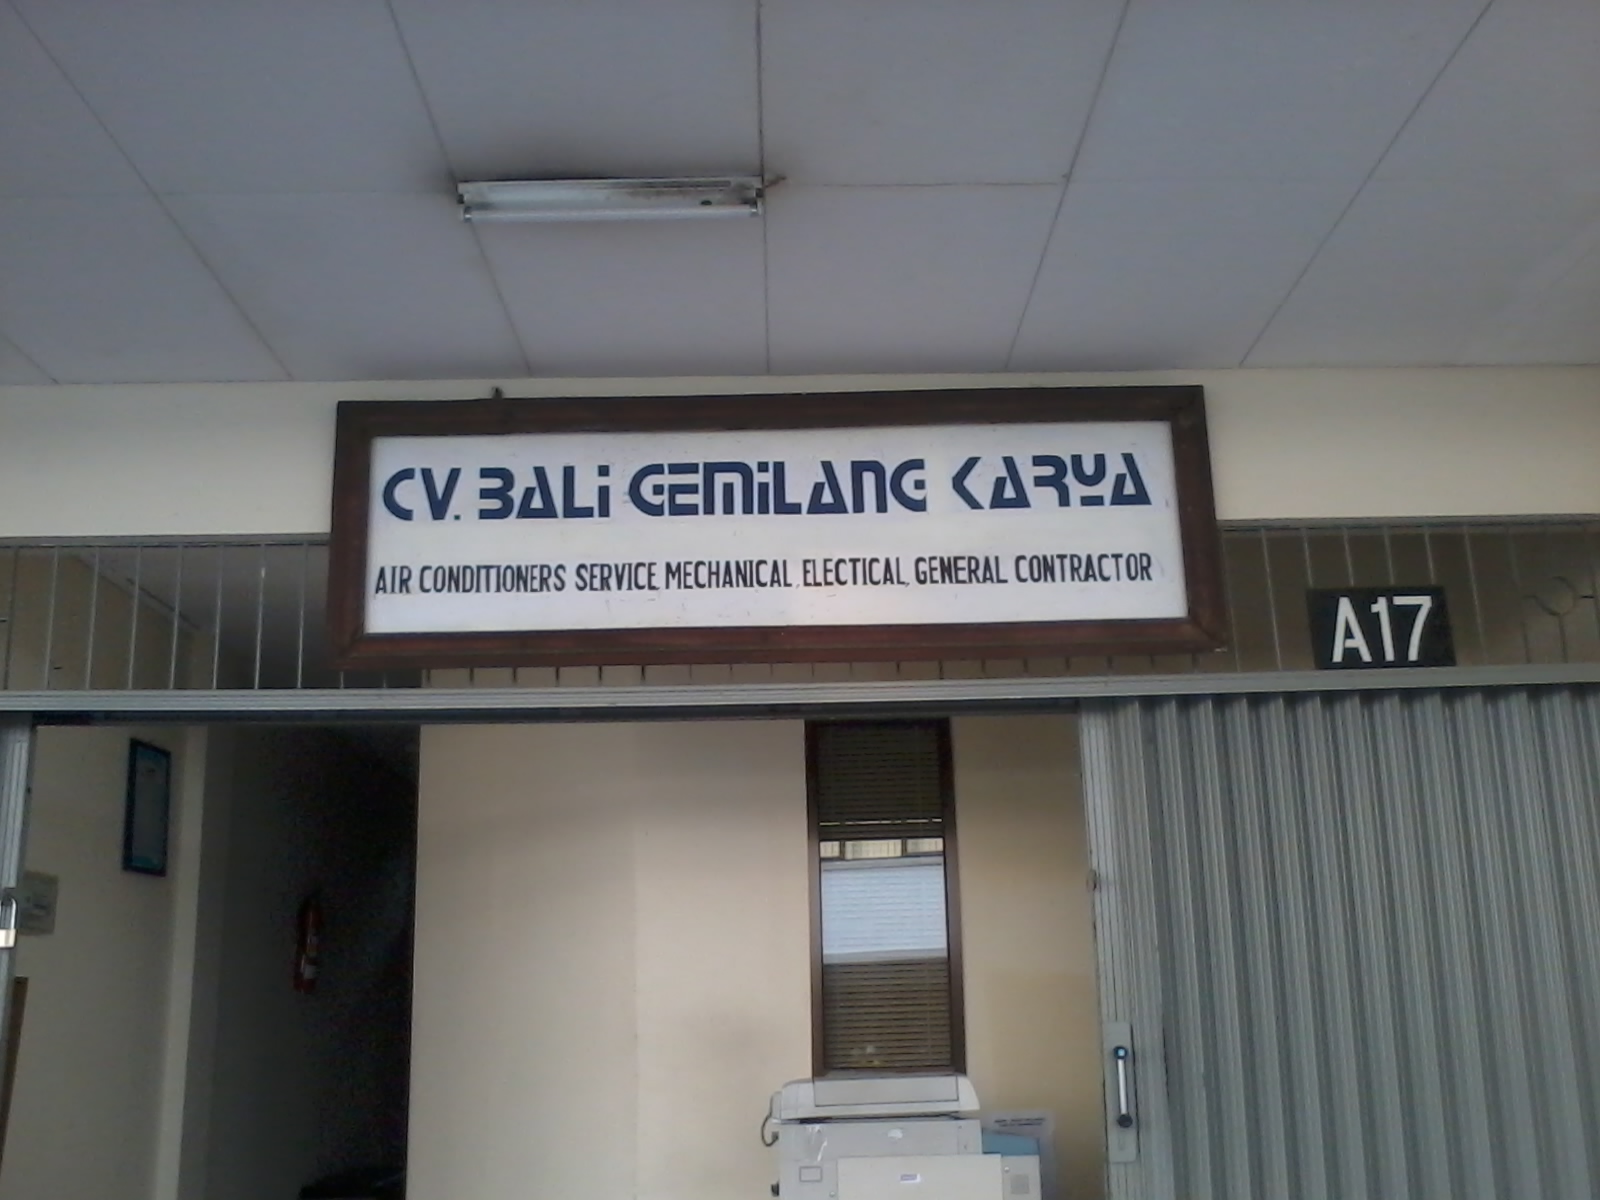 CV. BALi GEMiLANG KARYA
AIR CONDITIONERS SERVICE, MECHANICAL, ELECTICAL, GENERAL CONTRACTOR
A17